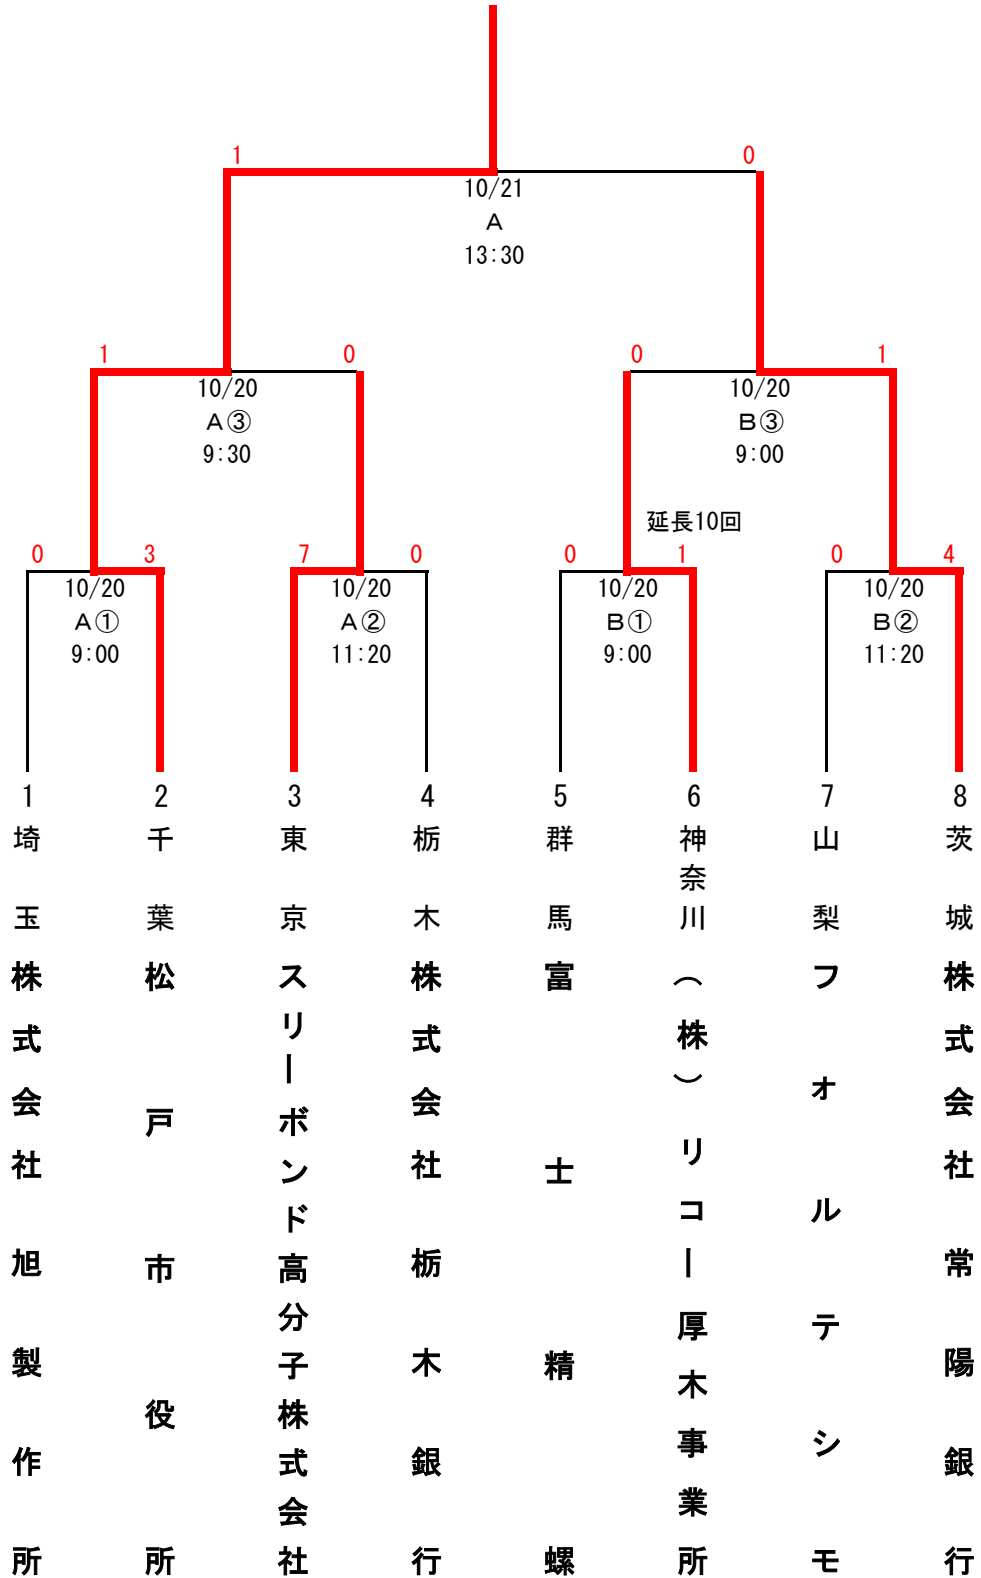 1 0
10/21
A
13:30
1 0 0 1
10/20 10/20
A③ B③
9:30 9:00
延長10回
0 3 7 0 0 1 0 4
10/20 10/20 10/20 10/20
A① A② B① B②
9:00 11:20 9:00 11:20
1 2 3 4 5 6 7 8
埼玉 千葉 東京 栃木 群馬 神奈川 山梨 茨城
株式会社旭製作所
松戸市役所
スリーボンド高分子株式会社
株式会社栃木銀行
富士精螺
（株）リコー厚木事業所
フォルテシモ
株式会社常陽銀行